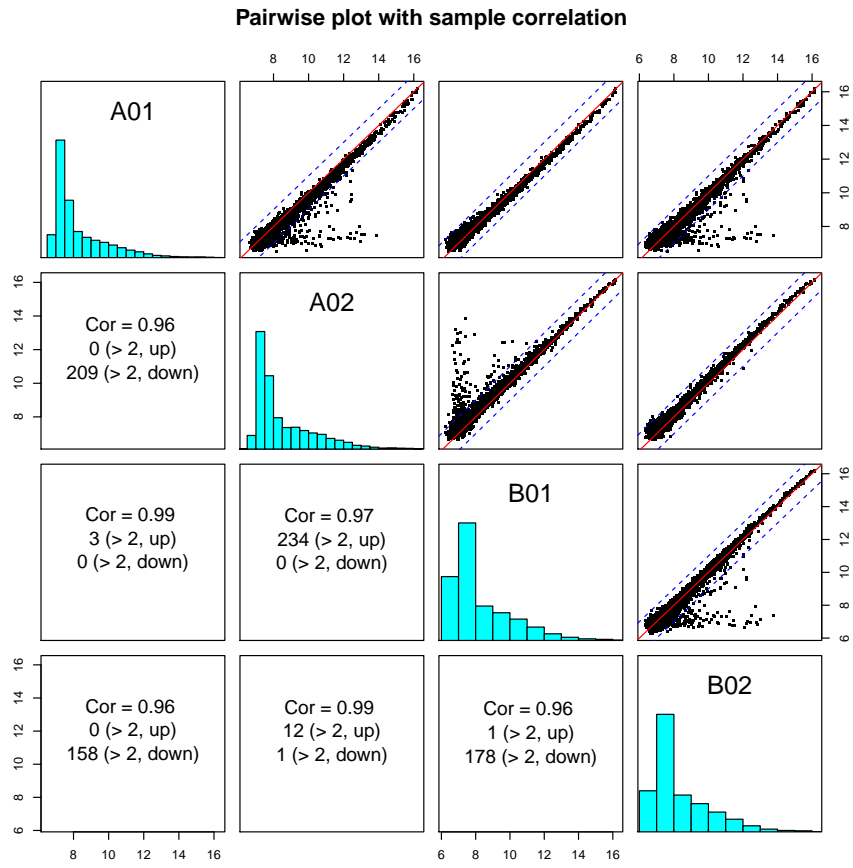 Pairwise plot with sample correlation
8 10 12 14 16
6 8 10 12 14 16
A01
8 10 12 14 16
8 10 12 14 16
Cor = 0.96
0 (> 2, up)
209 (> 2, down)
A02
Cor = 0.99
3 (> 2, up)
0 (> 2, down)
Cor = 0.97
234 (> 2, up)
0 (> 2, down)
B01
6 8 10 12 14 16
6 8 10 12 14 16
Cor = 0.96
0 (> 2, up)
158 (> 2, down)
Cor = 0.99
12 (> 2, up)
1 (> 2, down)
Cor = 0.96
1 (> 2, up)
178 (> 2, down)
B02
8 10 12 14 16
6 8 10 12 14 16